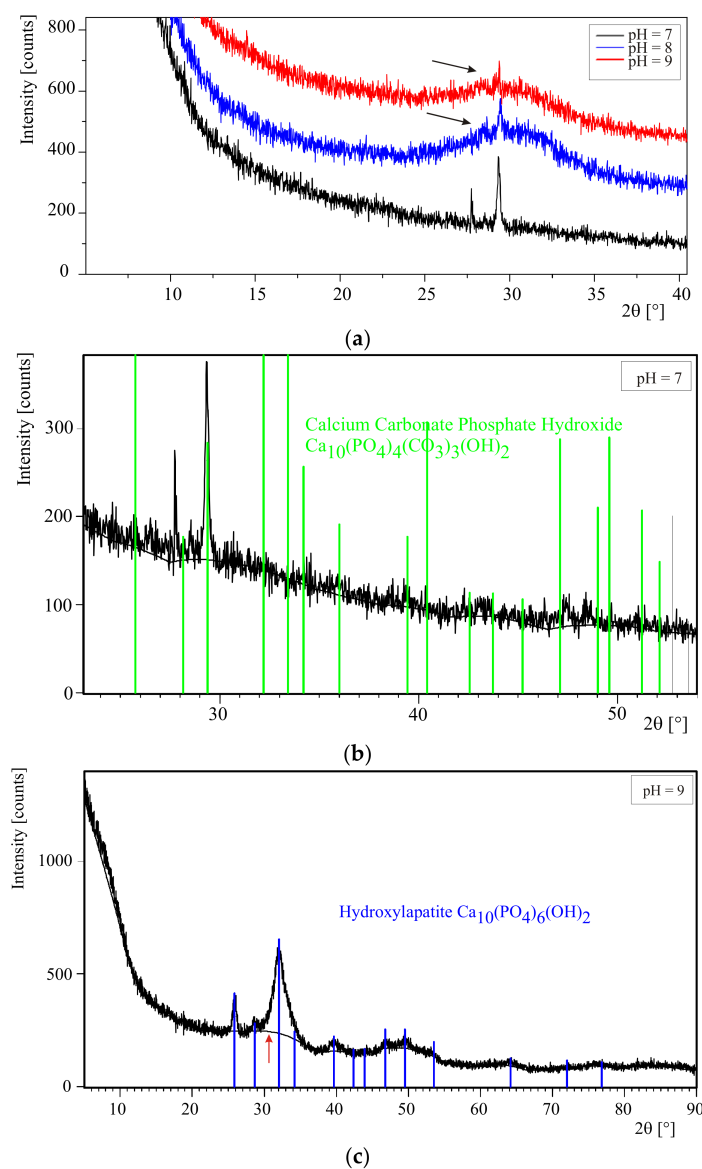 Intensity [counts]
800
600
400
200
0
pH = 7
pH = 8
pH = 9
10 15 20 25 30 35 40
2θ [°]
(a)
Intensity [counts]
300
200
100
0
pH = 7
Calcium Carbonate Phosphate Hydroxide
Ca10(PO4)4(CO3)3(OH)2
30 40 50
2θ [°]
(b)
Intensity [counts]
1000
500
0
pH = 9
Hydroxylapatite Ca10(PO4)6(OH)2
10 20 30 40 50 60 70 80 90
2θ [°]
(c)